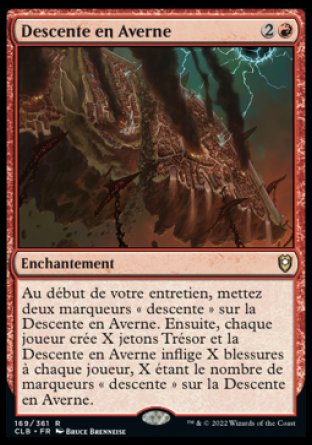 Descente en Averne 2
Enchantement
Au début de votre entretien, mettez
deux marqueurs « descente » sur la
Descente en Averne. Ensuite, chaque
joueur crée X jetons Trésor et la
Descente en Averne inflige X blessures
à chaque joueur, X étant le nombre de
marqueurs « descente » sur la Descente
en Averne.
169/361 R
CLB • FR Bruce Brenneise
™ & © 2022 Wizards of the Coast